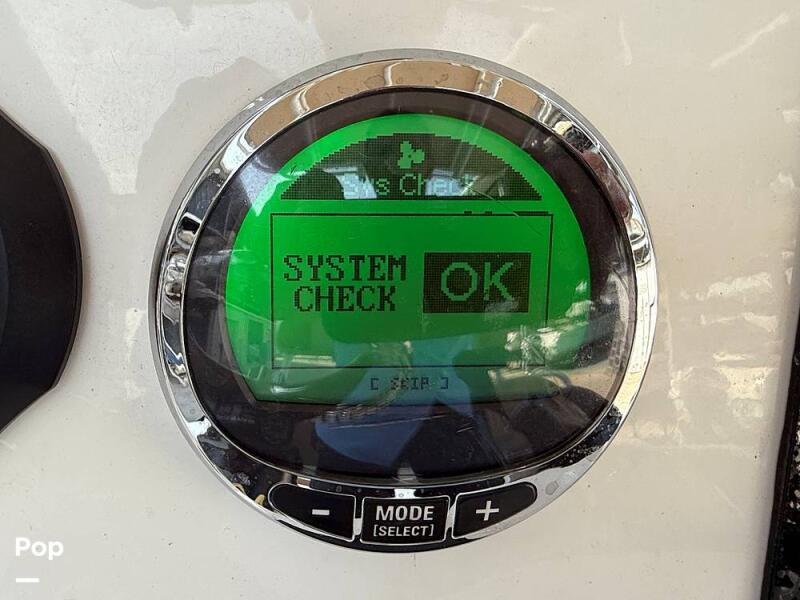 Sys Check
SYSTEM
CHECK
OK
[ SKIP ]
-
MODE
[SELECT]
+
Pop